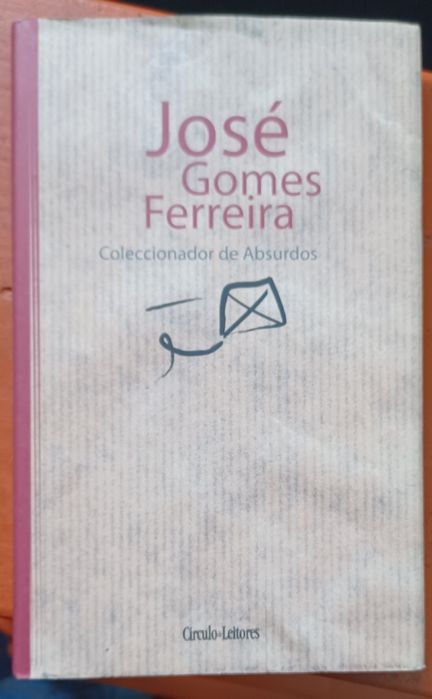 José
Gomes
Ferreira
Coleccionador de Absurdos
Círculo de Leitores